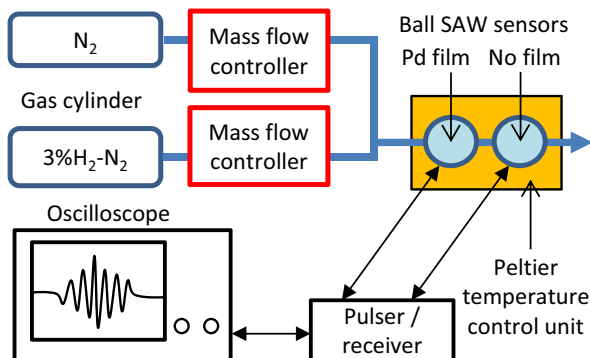 N₂
Mass flow
controller
Ball SAW sensors
Pd film No film
Gas cylinder
3%H₂-N₂
Mass flow
controller
Oscilloscope
Peltier
temperature
control unit
Pulser /
receiver